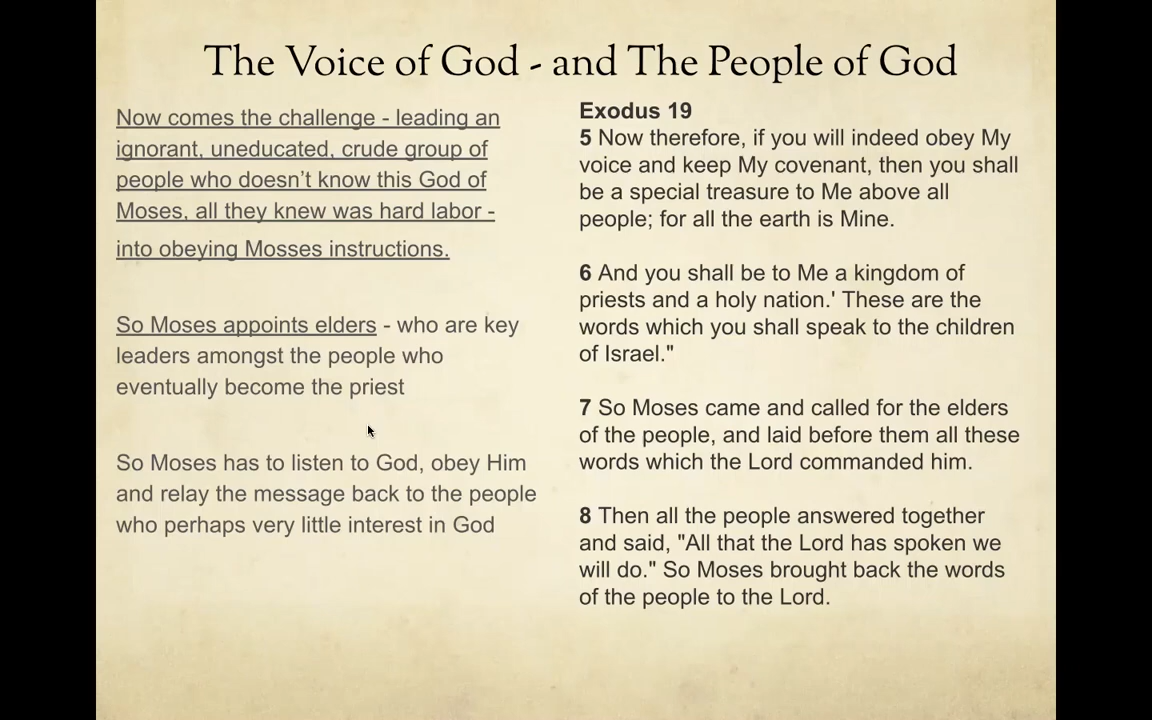 The Voice of God - and The People of God
Now comes the challenge - leading an
ignorant, uneducated, crude group of
people who doesn’t know this God of
Moses, all they knew was hard labor -
into obeying Mosses instructions.
So Moses appoints elders - who are key
leaders amongst the people who
eventually become the priest
So Moses has to listen to God, obey Him
and relay the message back to the people
who perhaps very little interest in God
Exodus 19
5 Now therefore, if you will indeed obey My
voice and keep My covenant, then you shall
be a special treasure to Me above all
people; for all the earth is Mine.
6 And you shall be to Me a kingdom of
priests and a holy nation.' These are the
words which you shall speak to the children
of Israel."
7 So Moses came and called for the elders
of the people, and laid before them all these
words which the Lord commanded him.
8 Then all the people answered together
and said, "All that the Lord has spoken we
will do." So Moses brought back the words
of the people to the Lord.